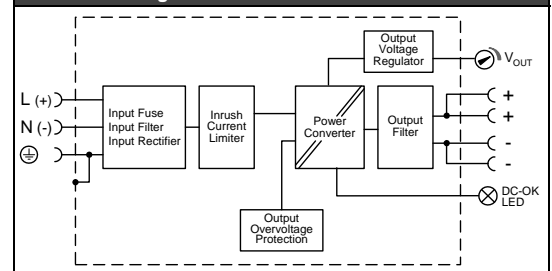 Output
Voltage
Regulator
VOUT
L (+)
N (-)
Input Fuse
Input Filter
Input Rectifier
Inrush
Current
Limiter
Power
Converter
Output
Filter
+
+
-
-
DC-OK
LED
Output
Overvoltage
Protection